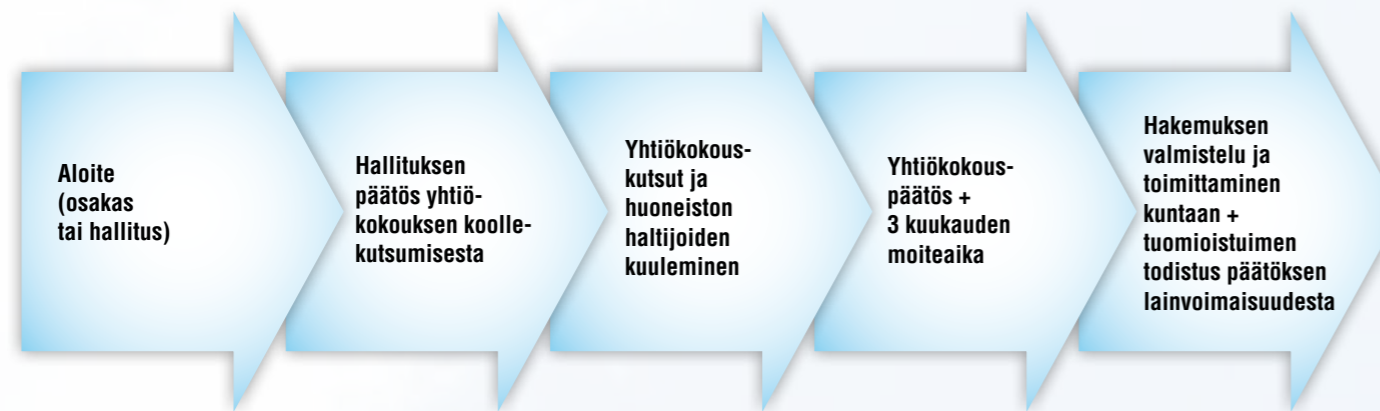 Aloite
(osakas
tai hallitus)
Hallituksen
päätös yhtiö-
kokouksen koolle-
kutsumisesta
Yhtiökokous-
kutsut ja
huoneiston
haltijoiden
kuuleminen
Yhtiökokous-
päätös +
3 kuukauden
moiteaika
Hakemuksen
valmistelu ja
toimittaminen
kuntaan +
tuomioistuimen
todistus päätöksen
lainvoimaisuudesta